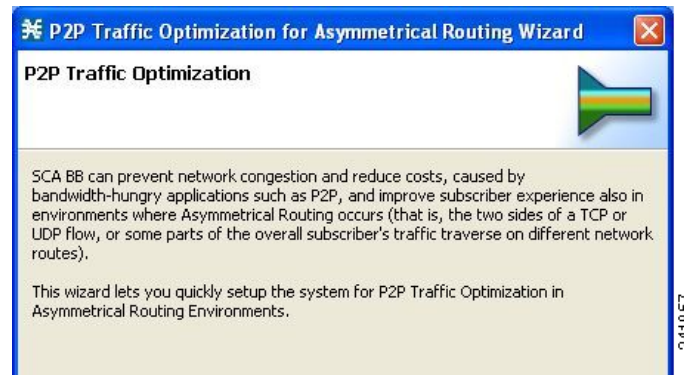 P2P Traffic Optimization for Asymmetrical Routing Wizard
P2P Traffic Optimization
SCA BB can prevent network congestion and reduce costs, caused by
bandwidth-hungry applications such as P2P, and improve subscriber experience also in
environments where Asymmetrical Routing occurs (that is, the two sides of a TCP or
UDP flow, or some parts of the overall subscriber's traffic traverse on different network
routes).
This wizard lets you quickly setup the system for P2P Traffic Optimization in
Asymmetrical Routing Environments.